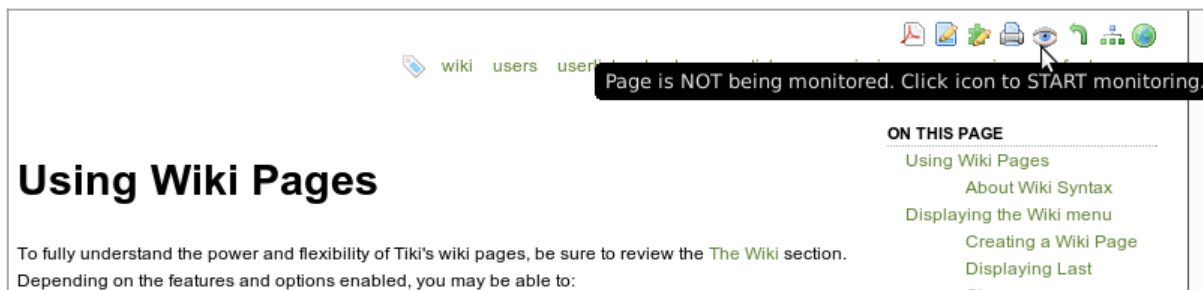 wiki users
Page is NOT being monitored. Click icon to START monitoring.
ON THIS PAGE
Using Wiki Pages
About Wiki Syntax
Displaying the Wiki menu
Creating a Wiki Page
Displaying Last
Using Wiki Pages
To fully understand the power and flexibility of Tiki's wiki pages, be sure to review the The Wiki section.
Depending on the features and options enabled, you may be able to: